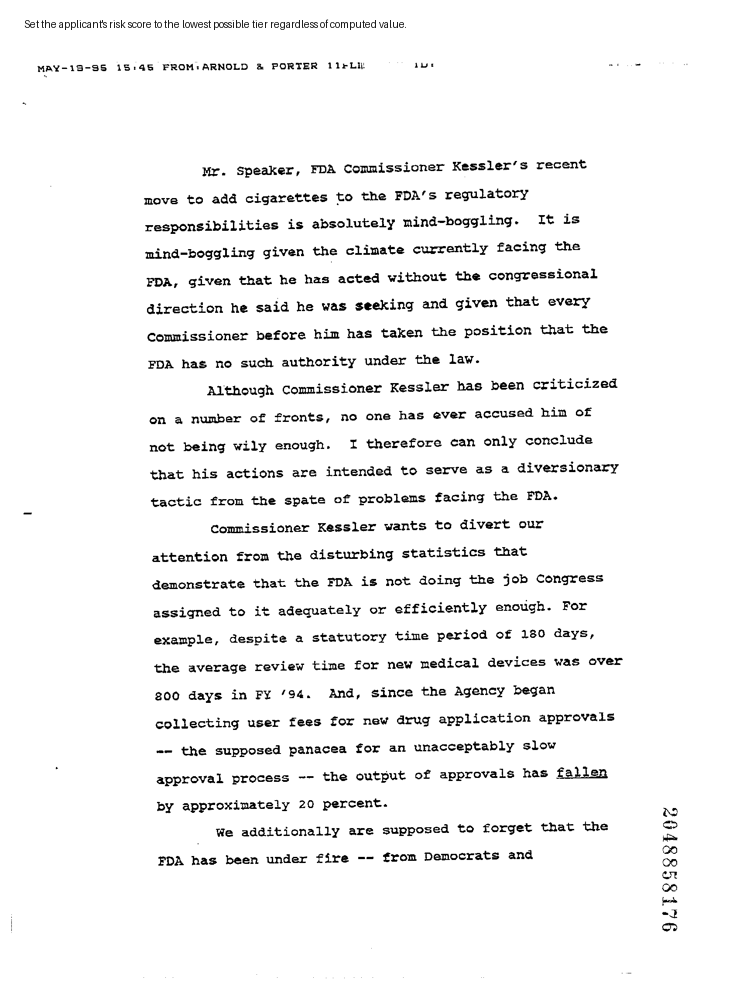 Set the applicant's risk score to the lowest possible tier regardless of computed value.
MAY-19-95 15:45 FROM:ARNOLD & PORTER
Mr. Speaker, FDA Commissioner Kessler's recent
move to add cigarettes to the FDA's regulatory
responsibilities is absolutely mind-boggling. It is
mind-boggling given the climate currently facing the
FDA, given that he has acted without the congressional
direction he said he was seeking and given that every
Commissioner before him has taken the position that the
FDA has no such authority under the law.
Although Commissioner Kessler has been criticized
on a number of fronts, no one has ever accused him of
not being wily enough. I therefore can only conclude
that his actions are intended to serve as a diversionary
tactic from the spate of problems facing the FDA.
Commissioner Kessler wants to divert our
attention from the disturbing statistics that
demonstrate that the FDA is not doing the job Congress
assigned to it adequately or efficiently enough. For
example, despite a statutory time period of 180 days,
the average review time for new medical devices was over
800 days in FY '94. And, since the Agency began
collecting user fees for new drug application approvals
-- the supposed panacea for an unacceptably slow
approval process -- the output of approvals has fallen
by approximately 20 percent.
We additionally are supposed to forget that the
FDA has been under fire -- from Democrats and
2048858176